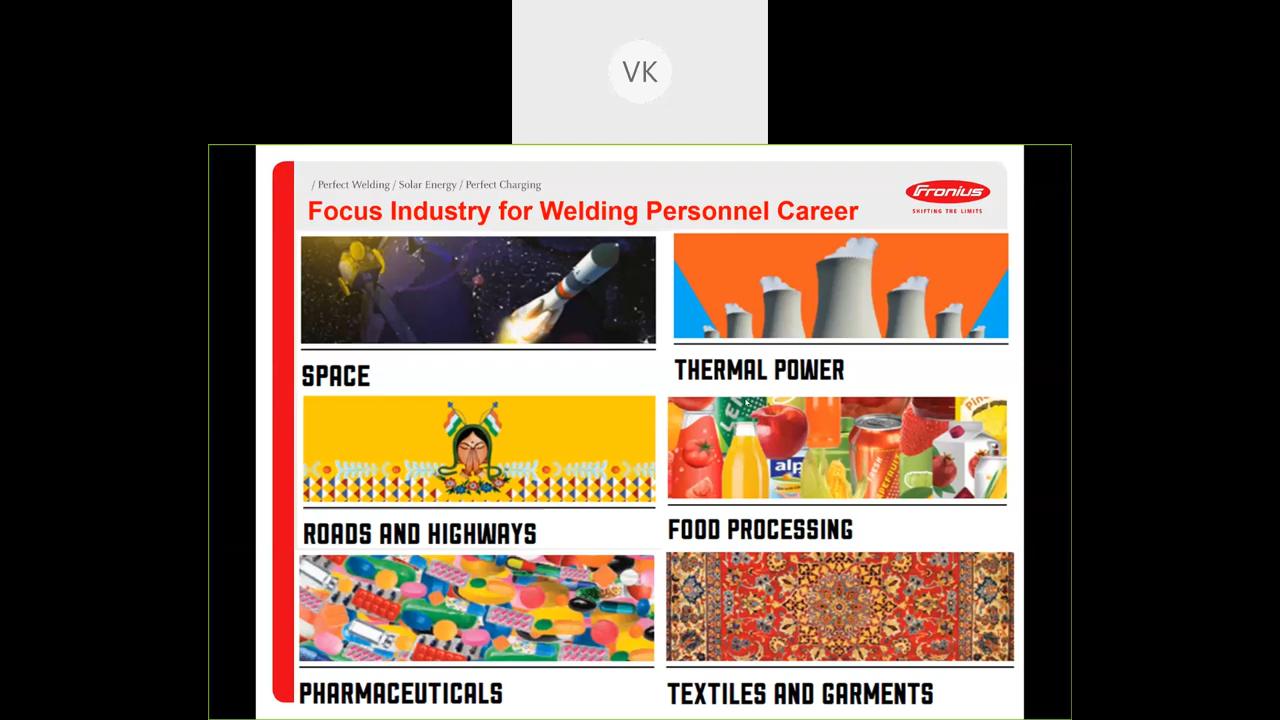 VK
/ Perfect Welding / Solar Energy / Perfect Charging
Focus Industry for Welding Personnel Career
Fronius
SHIFTING THE LIMITS
SPACE
THERMAL POWER
alp
ROADS AND HIGHWAYS
FOOD PROCESSING
PHARMACEUTICALS
TEXTILES AND GARMENTS